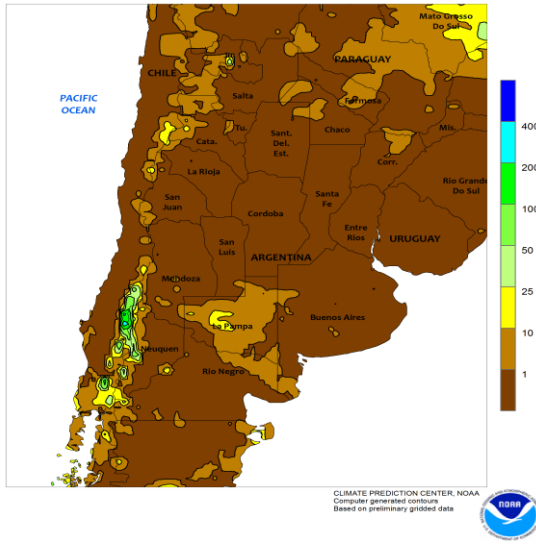 Mato Grosso
Do Sul
PARAGUAY
CHILE
PACIFIC
OCEAN
Salta
Formosa
Tu.
Sant.
Del.
Est.
Chaco
Mis.
Cata.
Corr.
La Rioja
Rio Grande
Do Sul
San
Juan
Santa
Fe
Cordoba
Entre
Rios
URUGUAY
San
Luis
ARGENTINA
Mendoza
La Pampa
Buenos Aires
Neuquen
Rio Negro
400
200
100
50
25
10
1
CLIMATE PREDICTION CENTER, NOAA
Computer generated contours
Based on preliminary gridded data
NOAA